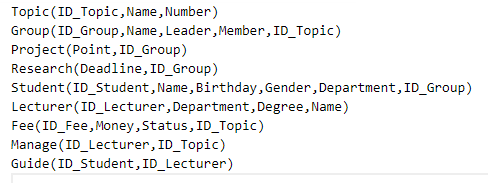 Topic(ID_Topic,Name,Number)
Group(ID_Group,Name,Leader,Member,ID_Topic)
Project(Point,ID_Group)
Research(Deadline,ID_Group)
Student(ID_Student,Name,Birthday,Gender,Department,ID_Group)
Lecturer(ID_Lecturer,Department,Degree,Name)
Fee(ID_Fee,Money,Status,ID_Topic)
Manage(ID_Lecturer,ID_Topic)
Guide(ID_Student,ID_Lecturer)